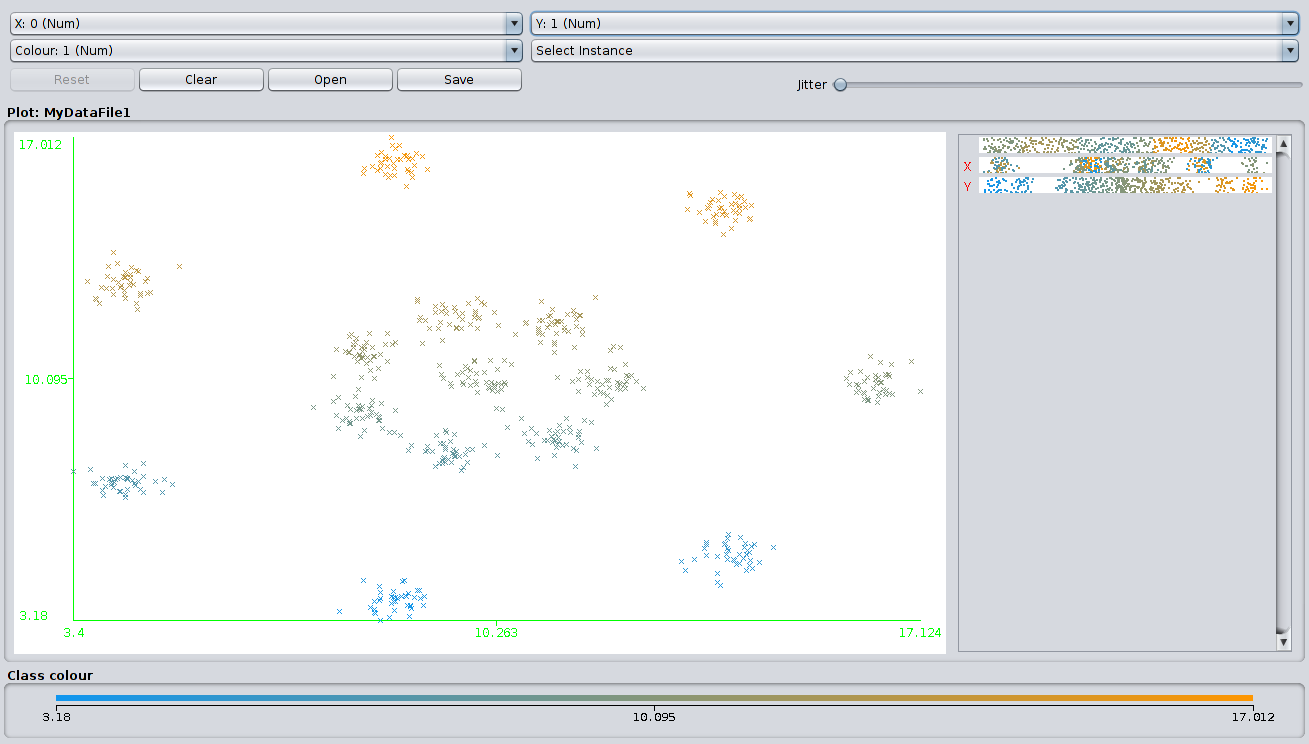 X: 0 (Num) Y: 1 (Num)
Colour: 1 (Num) Select Instance
Reset Clear Open Save Jitter
Plot: MyDataFile1
17.012
X
Y
10.095
3.18
3.4 10.263 17.124
Class colour
3.18 10.095 17.012